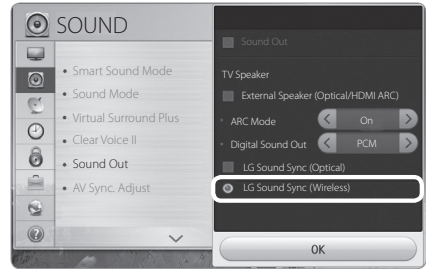 SOUND
• Smart Sound Mode
• Sound Mode
• Virtual Surround Plus
• Clear Voice II
• Sound Out
• AV Sync. Adjust
?
Sound Out
TV Speaker
External Speaker (Optical/HDMI ARC)
• ARC Mode < On >
• Digital Sound Out < PCM >
LG Sound Sync (Optical)
LG Sound Sync (Wireless)
OK